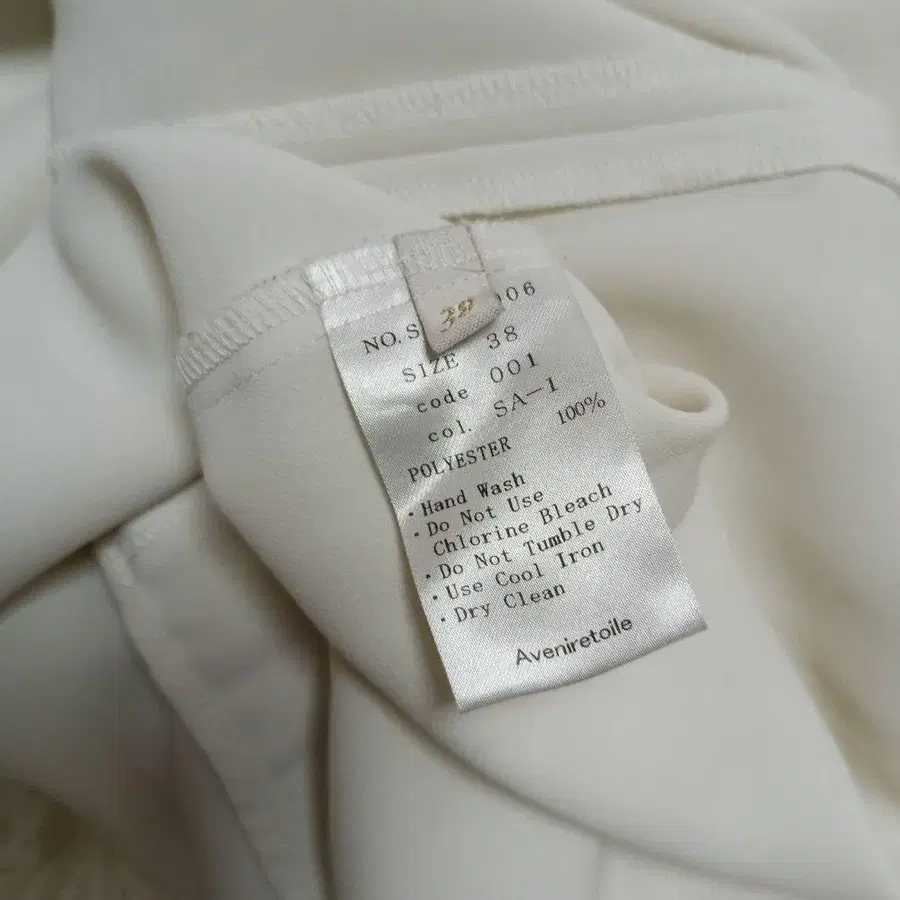 38
NO. S 006
SIZE 38
code 001
col. SA-1
POLYESTER 100%
・Hand Wash
・Do Not Use
Chlorine Bleach
・Do Not Tumble Dry
・Use Cool Iron
・Dry Clean
Aveniretoile